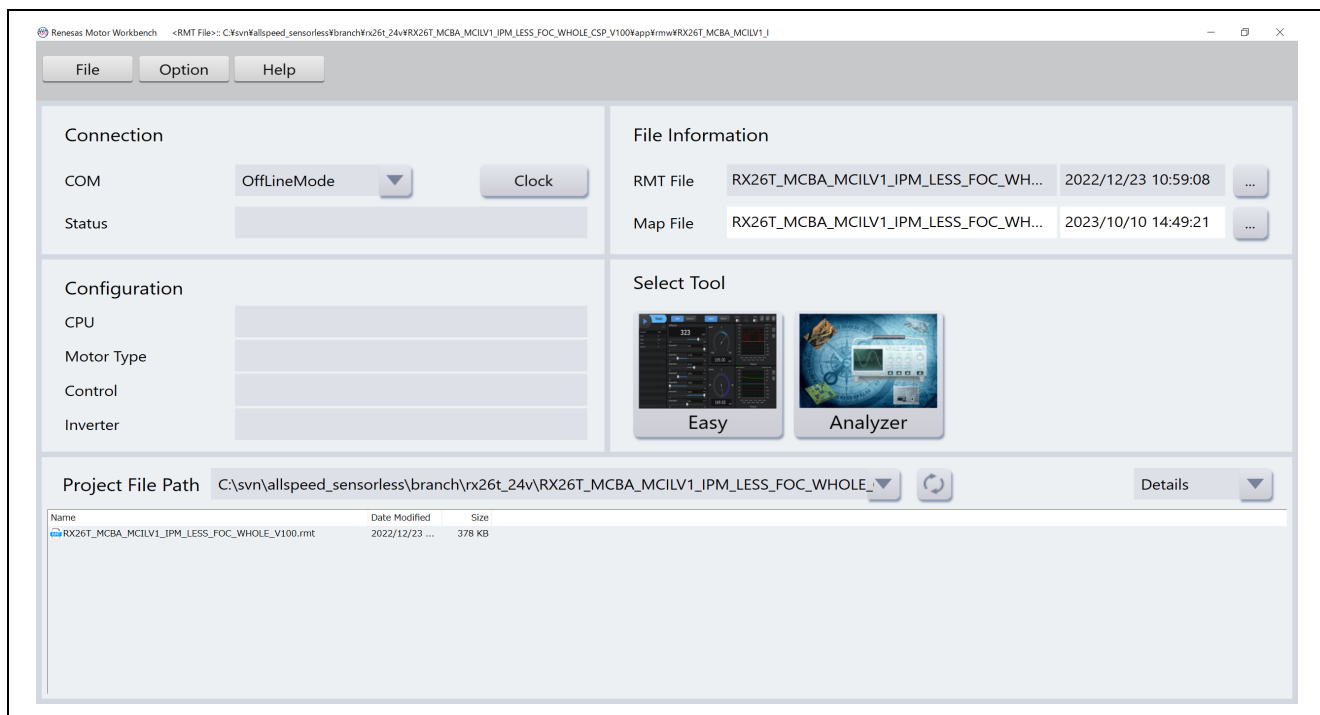 Renesas Motor Workbench <RMT File>:: C:¥svn¥allspeed_sensorless¥branch¥rx26t_24v¥RX26T_MCBA_MCILV1_IPM_LESS_FOC_WHOLE_CSP_V100¥app¥rmw¥RX26T_MCBA_MCILV1_I
File Option Help
Connection
COM OffLineMode Clock
Status
File Information
RMT File RX26T_MCBA_MCILV1_IPM_LESS_FOC_WH... 2022/12/23 10:59:08 ...
Map File RX26T_MCBA_MCILV1_IPM_LESS_FOC_WH... 2023/10/10 14:49:21 ...
Configuration
CPU
Motor Type
Control
Inverter
Select Tool
323
Easy Analyzer
Project File Path C:\svn\allspeed_sensorless\branch\rx26t_24v\RX26T_MCBA_MCILV1_IPM_LESS_FOC_WHOLE_ Details
Name Date Modified Size
RX26T_MCBA_MCILV1_IPM_LESS_FOC_WHOLE_V100.rmt 2022/12/23 ... 378 KB